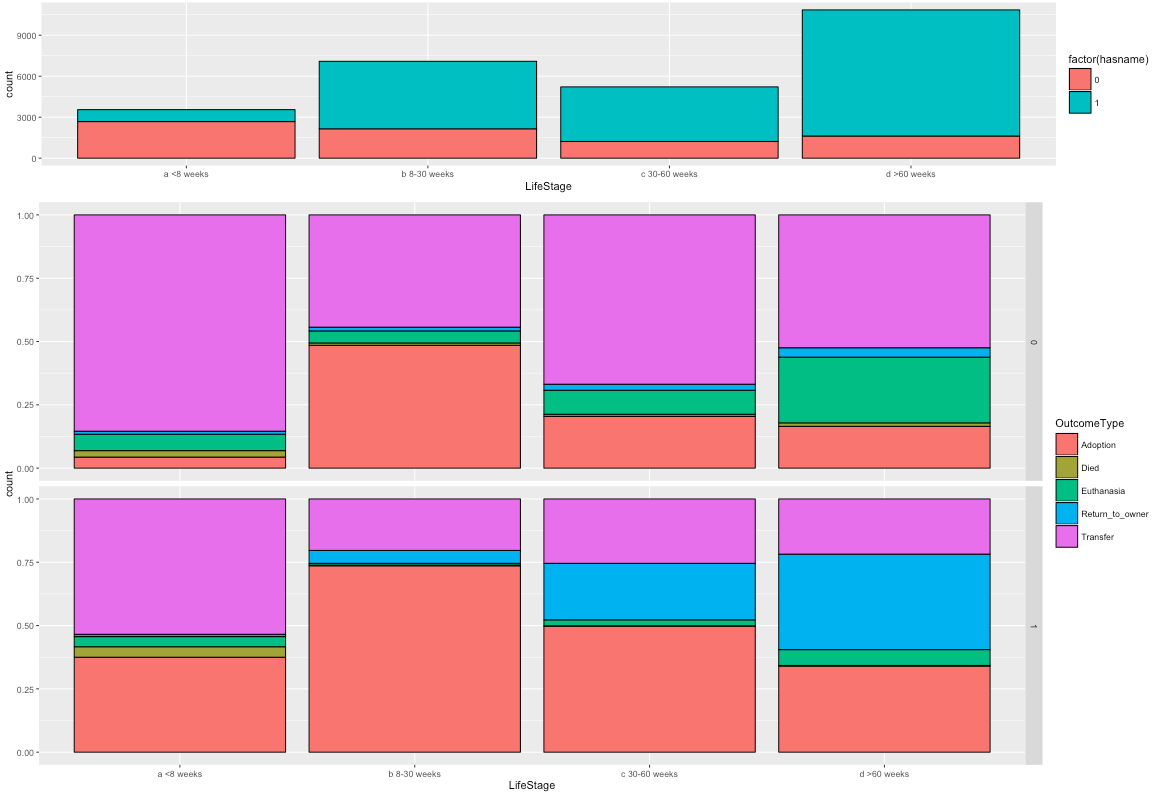 9000
6000
3000
0
count
a <8 weeks
b 8-30 weeks
c 30-60 weeks
d >60 weeks
LifeStage
factor(hasname)
0
1
1.00
0.75
0.50
0.25
0.00
0
1.00
0.75
0.50
0.25
0.00
1
count
a <8 weeks
b 8-30 weeks
c 30-60 weeks
d >60 weeks
LifeStage
OutcomeType
Adoption
Died
Euthanasia
Return_to_owner
Transfer